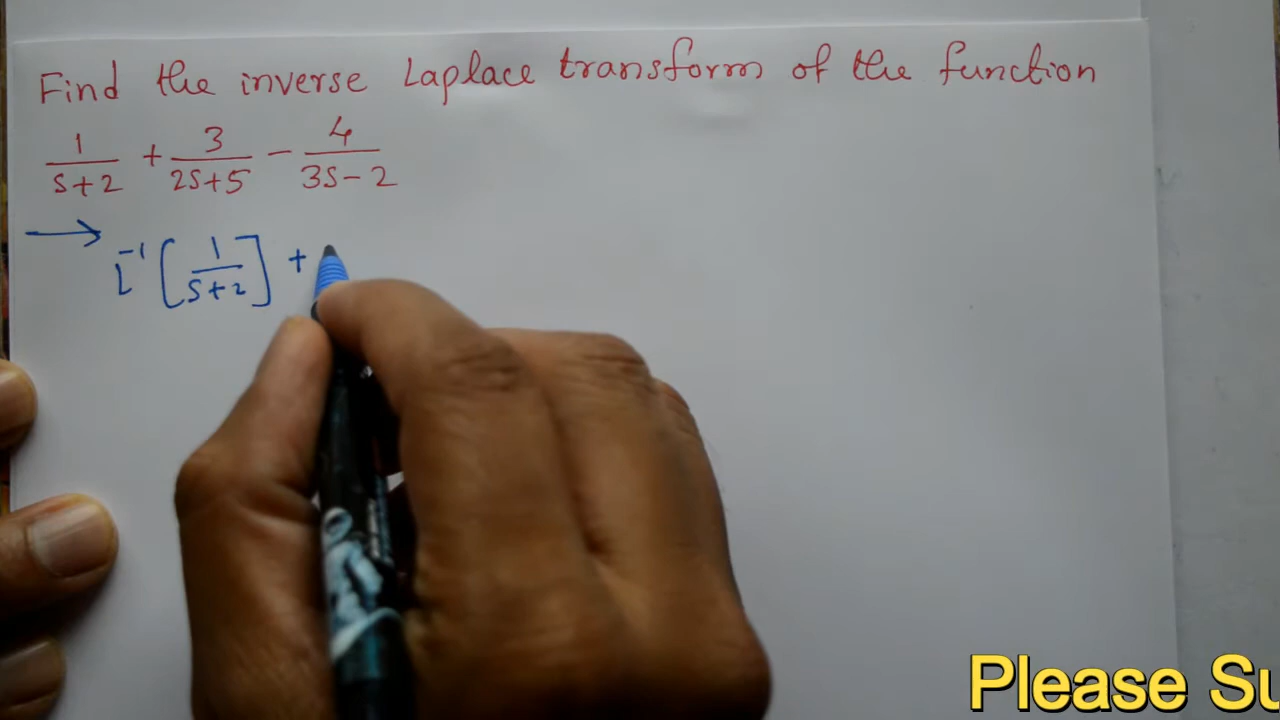 Find the inverse Laplace transform of the function
1/(s+2) + 3/(2s+5) - 4/(3s-2)
→ L⁻¹[1/(s+2)] +
Please Su